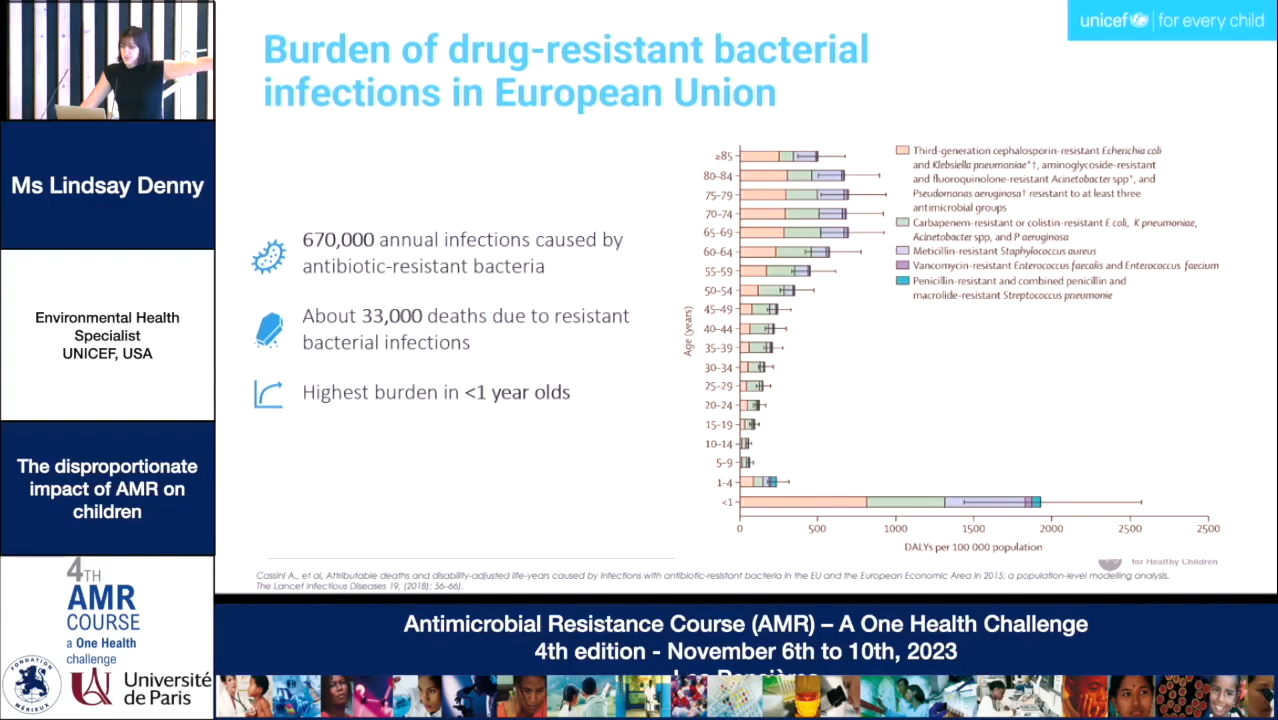 unicef for every child
Burden of drug-resistant bacterial
infections in European Union
Ms Lindsay Denny
Environmental Health
Specialist
UNICEF, USA
The disproportionate
impact of AMR on
children
4TH
AMR
COURSE
a One Health
challenge
FONDATION
MÉRIEUX
Université
de Paris
670,000 annual infections caused by
antibiotic-resistant bacteria
About 33,000 deaths due to resistant
bacterial infections
Highest burden in <1 year olds
Age (years)
≥85
80–84
75–79
70–74
65–69
60–64
55–59
50–54
45–49
40–44
35–39
30–34
25–29
20–24
15–19
10–14
5–9
1–4
<1
0 500 1000 1500 2000 2500 2500
DALYs per 100 000 population
Third-generation cephalosporin-resistant Echerichia coli
and Klebsiella pneumoniae*†, aminoglycoside-resistant
and fluoroquinolone-resistant Acinetobacter spp*, and
Pseudomonas aeruginosa† resistant to at least three
antimicrobial groups
Carbapenem-resistant or colistin-resistant E coli, K pneumoniae,
Acinetobacter spp, and P aeruginosa
Meticillin-resistant Staphylococcus aureus
Vancomycin-resistant Enterococcus faecalis and Enterococcus faecium
Penicillin-resistant and combined penicillin and
macrolide-resistant Streptococcus pneumonie
for Healthy Children
Cassini A., et al, Attributable deaths and disability-adjusted life-years caused by infections with antibiotic-resistant bacteria in the EU and the European Economic Area in 2015: a population-level modelling analysis.
The Lancet Infectious Diseases 19, (2018): 56–66).
Antimicrobial Resistance Course (AMR) – A One Health Challenge
4th edition - November 6th to 10th, 2023